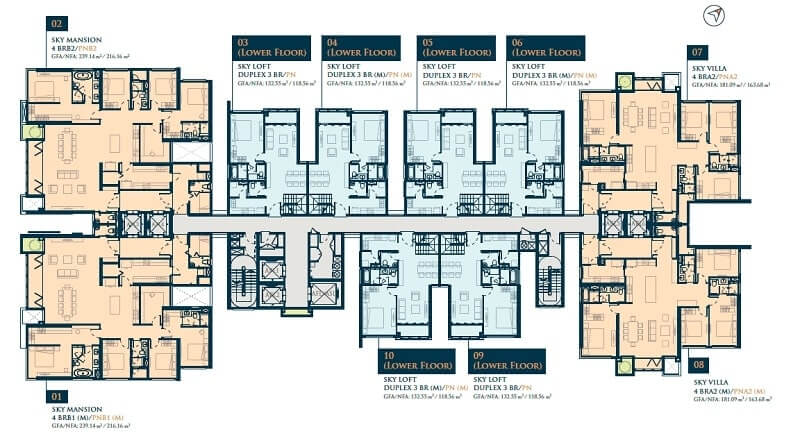 02
SKY MANSION
4 BRB2/PNB2
GFA/NFA: 239.14 m² / 216.16 m²
03
(LOWER FLOOR)
SKY LOFT
DUPLEX 3 BR/PN
GFA/NFA: 132.55 m² / 118.56 m²
04
(LOWER FLOOR)
SKY LOFT
DUPLEX 3 BR (M)/PN (M)
GFA/NFA: 132.55 m² / 118.56 m²
05
(LOWER FLOOR)
SKY LOFT
DUPLEX 3 BR/PN
GFA/NFA: 132.55 m² / 118.56 m²
06
(LOWER FLOOR)
SKY LOFT
DUPLEX 3 BR (M)/PN (M)
GFA/NFA: 132.55 m² / 118.56 m²
07
SKY VILLA
4 BRA2/PNA2
GFA/NFA: 181.09 m² / 163.68 m²
01
SKY MANSION
4 BRB1 (M)/PNB1 (M)
GFA/NFA: 239.14 m² / 216.16 m²
10
(LOWER FLOOR)
SKY LOFT
DUPLEX 3 BR (M)/PN (M)
GFA/NFA: 132.55 m² / 118.56 m²
09
(LOWER FLOOR)
SKY LOFT
DUPLEX 3 BR/PN
GFA/NFA: 132.55 m² / 118.56 m²
08
SKY VILLA
4 BRA2 (M)/PNA2 (M)
GFA/NFA: 181.09 m² / 163.68 m²